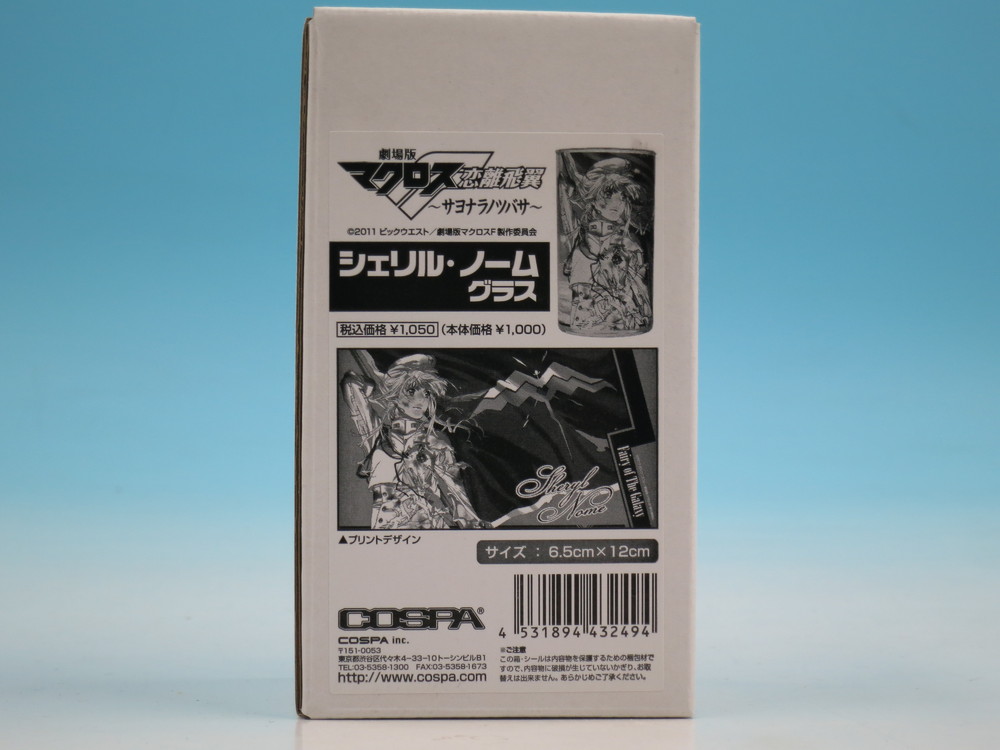 劇場版
マクロス恋離飛翼
～サヨナラノツバサ～
©2011 ビックウエスト／劇場版マクロスF製作委員会
シェリル・ノーム
グラス
税込価格 ¥1,050 (本体価格 ¥1,000)
Fairy of The Galaxy
Sheryl
Nome
▲プリントデザイン
サイズ : 6.5cm×12cm
4 531894 432494
COSPA®
COSPA inc.
〒151-0053
東京都渋谷区代々木4-33-10トーシンビルB1
TEL:03-5358-1300 FAX:03-5358-1673
http://www.cospa.com
※ご注意
この箱・シールは内容物を保護するための梱包材で
すので、内容物に破損が生じていないかぎり、お取
替えは出来ません。あらかじめご了承ください。